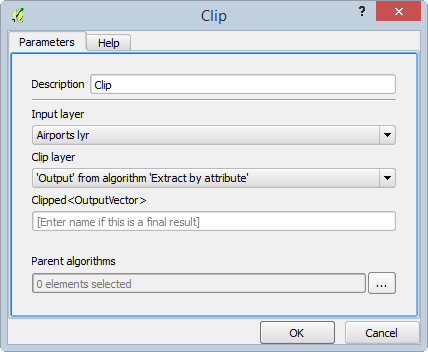 Clip
?
Parameters
Help
Description Clip
Input layer
Airports lyr
Clip layer
'Output' from algorithm 'Extract by attribute'
Clipped<OutputVector>
[Enter name if this is a final result]
Parent algorithms
0 elements selected ...
OK Cancel